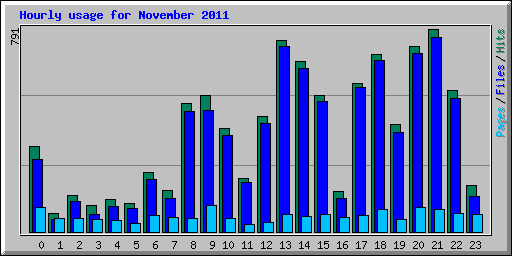 Hourly usage for November 2011
791
Pages / Files / Hits
0 1 2 3 4 5 6 7 8 9 10 11 12 13 14 15 16 17 18 19 20 21 22 23